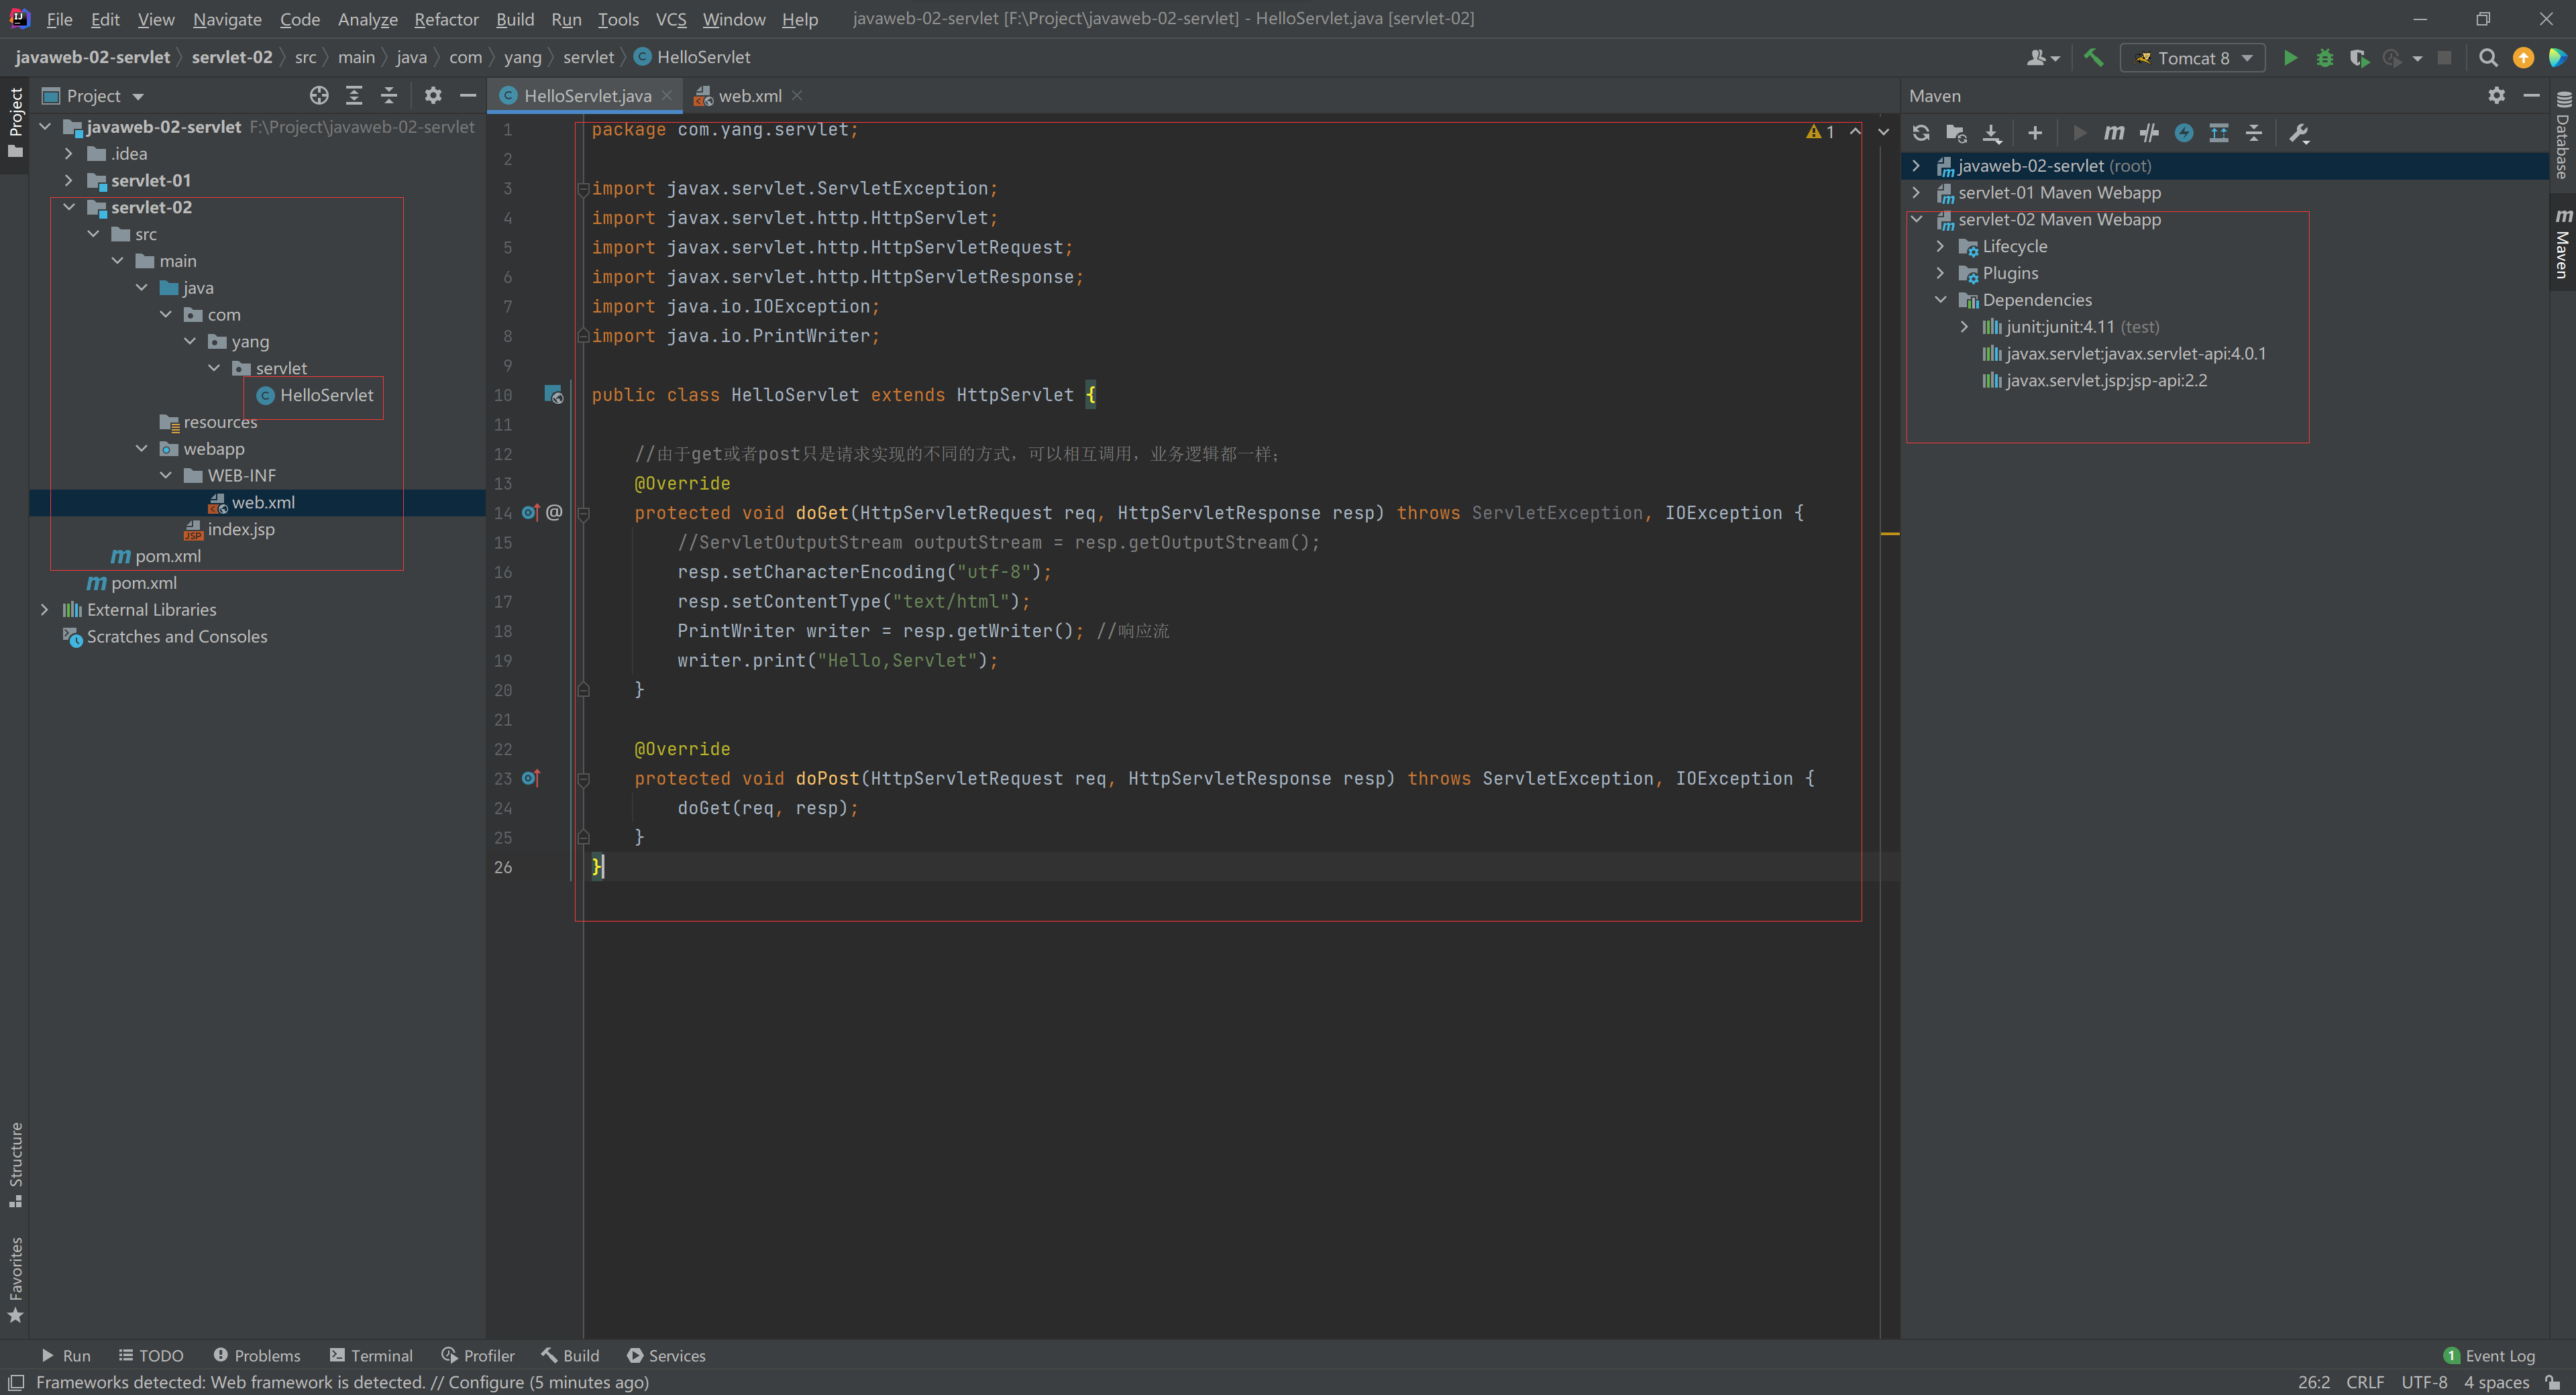 File Edit View Navigate Code Analyze Refactor Build Run Tools VCS Window Help javaweb-02-servlet [F:\Project\javaweb-02-servlet] - HelloServlet.java [servlet-02]
javaweb-02-servlet servlet-02 src main java com yang servlet HelloServlet Tomcat 8
Project
Project
javaweb-02-servlet F:\Project\javaweb-02-servlet
.idea
servlet-01
servlet-02
src
main
java
com
yang
servlet
HelloServlet
resources
webapp
WEB-INF
web.xml
index.jsp
pom.xml
pom.xml
External Libraries
Scratches and Consoles
Structure
Favorites
HelloServlet.java web.xml
1 package com.yang.servlet;
2
3 import javax.servlet.ServletException;
4 import javax.servlet.http.HttpServlet;
5 import javax.servlet.http.HttpServletRequest;
6 import javax.servlet.http.HttpServletResponse;
7 import java.io.IOException;
8 import java.io.PrintWriter;
9
10 public class HelloServlet extends HttpServlet {
11
12 //由于get或者post只是请求实现的不同的方式，可以相互调用，业务逻辑都一样；
13 @Override
14 protected void doGet(HttpServletRequest req, HttpServletResponse resp) throws ServletException, IOException {
15 //ServletOutputStream outputStream = resp.getOutputStream();
16 resp.setCharacterEncoding("utf-8");
17 resp.setContentType("text/html");
18 PrintWriter writer = resp.getWriter(); //响应流
19 writer.print("Hello,Servlet");
20 }
21
22 @Override
23 protected void doPost(HttpServletRequest req, HttpServletResponse resp) throws ServletException, IOException {
24 doGet(req, resp);
25 }
26 }
1
Maven
javaweb-02-servlet (root)
servlet-01 Maven Webapp
servlet-02 Maven Webapp
Lifecycle
Plugins
Dependencies
junit:junit:4.11 (test)
javax.servlet:javax.servlet-api:4.0.1
javax.servlet.jsp:jsp-api:2.2
Database
Maven
Run TODO Problems Terminal Profiler Build Services 1 Event Log
Frameworks detected: Web framework is detected. // Configure (5 minutes ago) 26:2 CRLF UTF-8 4 spaces